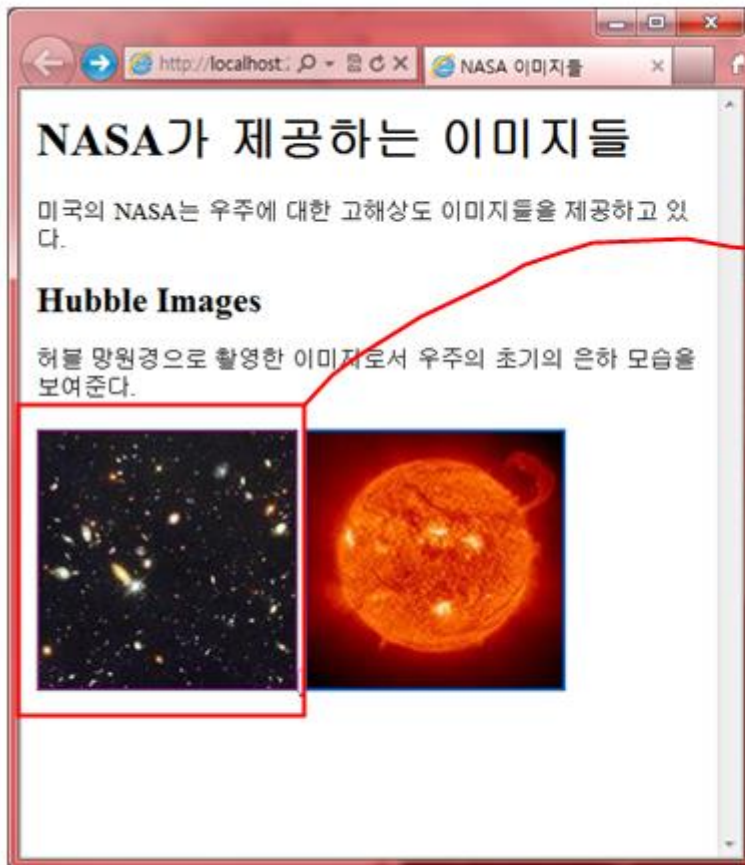 http://localhost:
NASA 이미지들
NASA가 제공하는 이미지들
미국의 NASA는 우주에 대한 고해상도 이미지들을 제공하고 있
다.
Hubble Images
허블 망원경으로 촬영한 이미지로서 우주의 초기의 은하 모습을
보여준다.